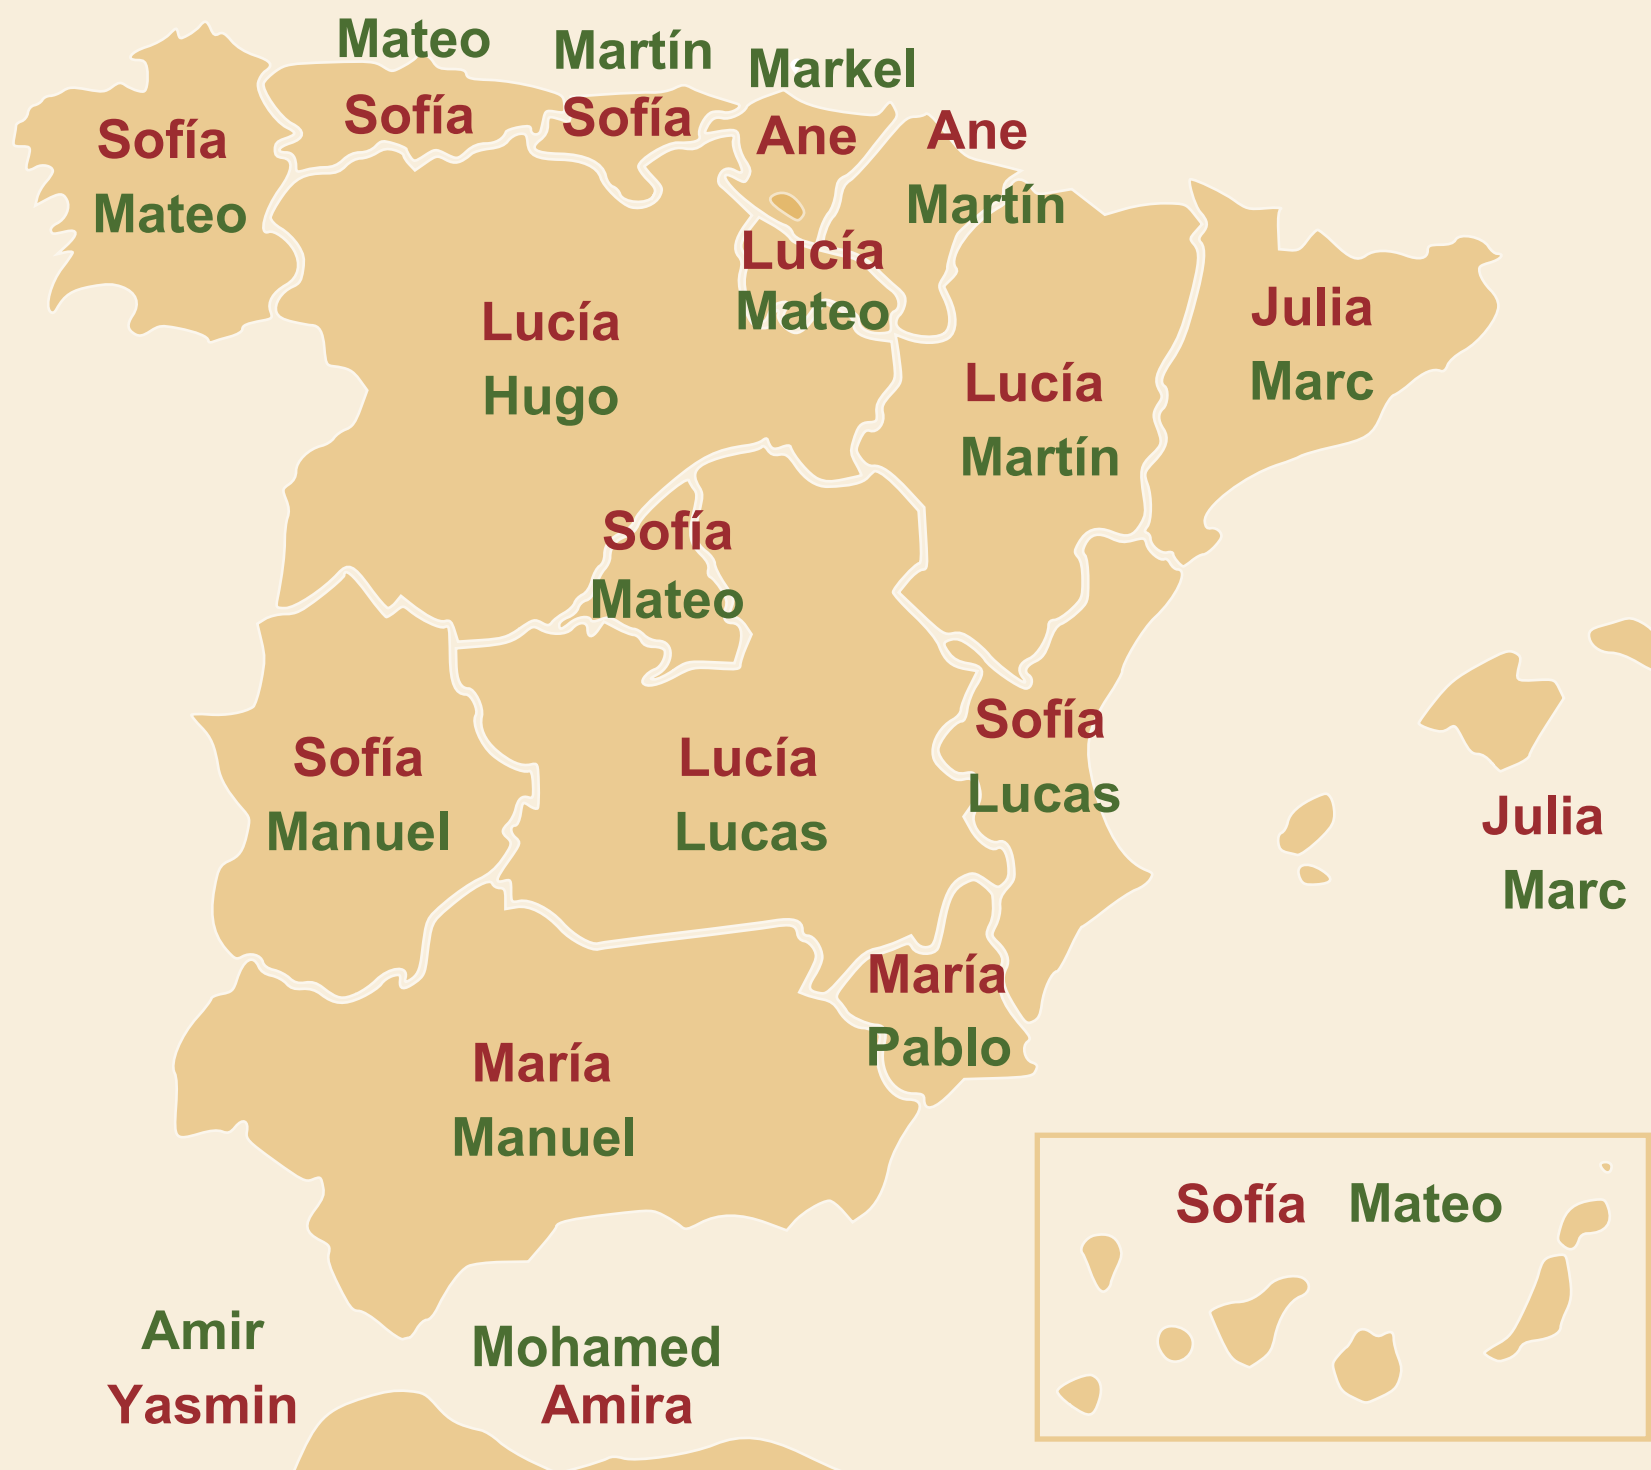 Mateo
Sofía
Martín
Sofía
Markel
Ane
Ane
Martín
Sofía
Mateo
Lucía
Mateo
Lucía
Hugo
Lucía
Martín
Julia
Marc
Sofía
Mateo
Sofía
Manuel
Lucía
Lucas
Sofía
Lucas
Julia
Marc
María
Pablo
María
Manuel
Sofía Mateo
Amir
Yasmin
Mohamed
Amira